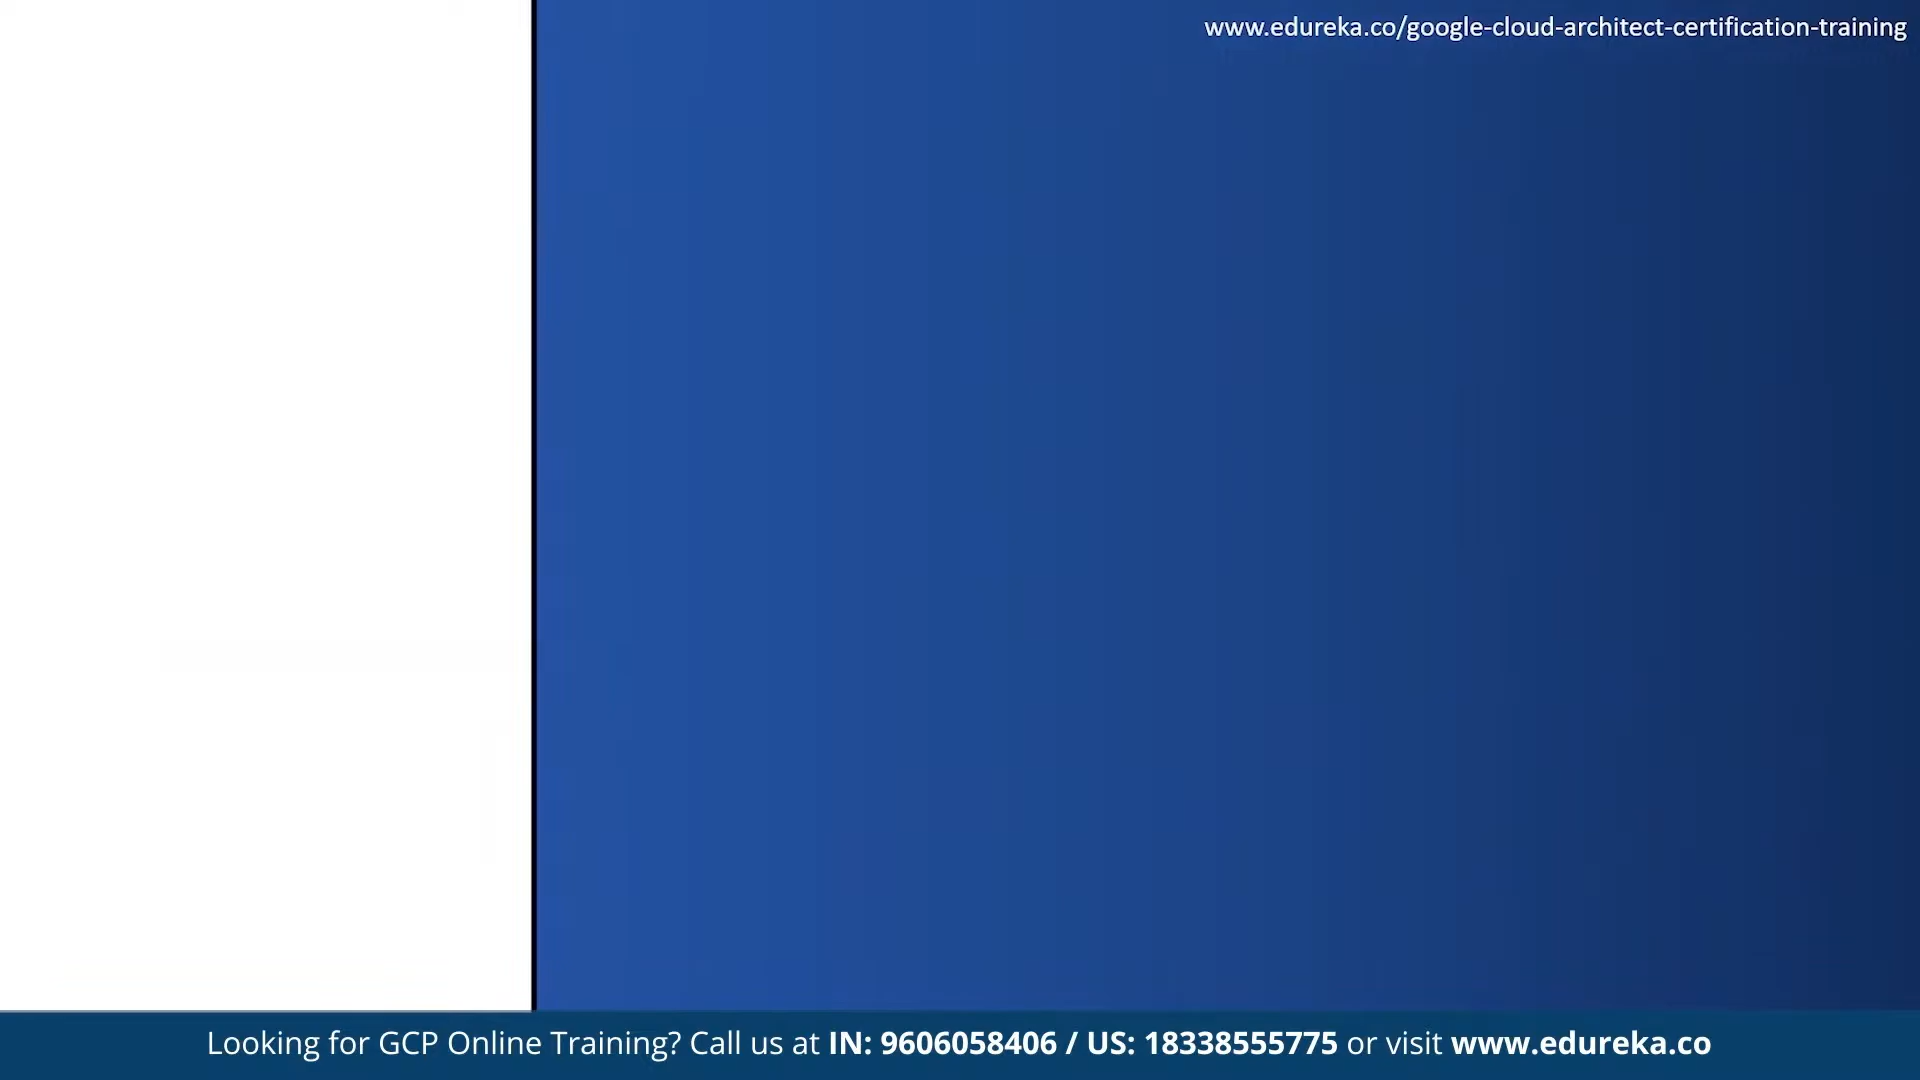 www.edureka.co/google-cloud-architect-certification-training
Looking for GCP Online Training? Call us at IN: 9606058406 / US: 18338555775 or visit www.edureka.co